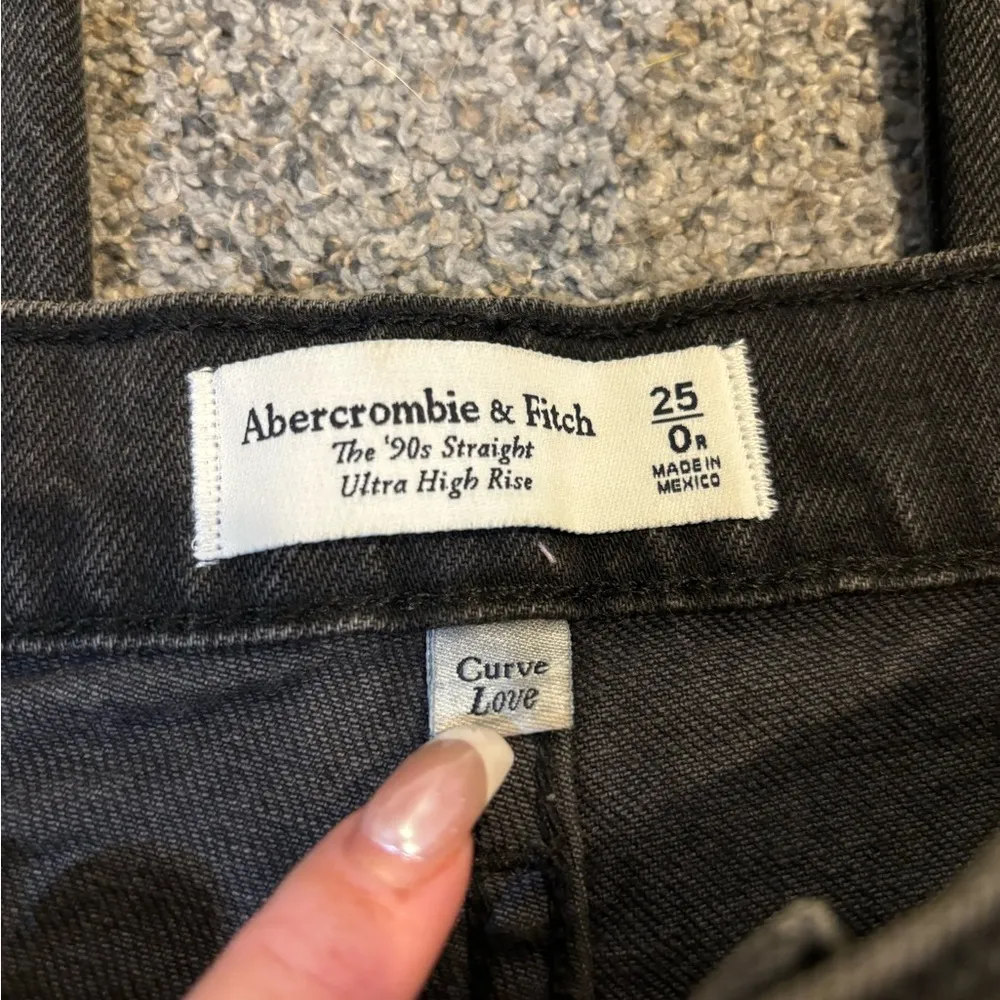 Abercrombie & Fitch
The '90s Straight
Ultra High Rise
25
0R
MADE IN
MEXICO
Curve
Love